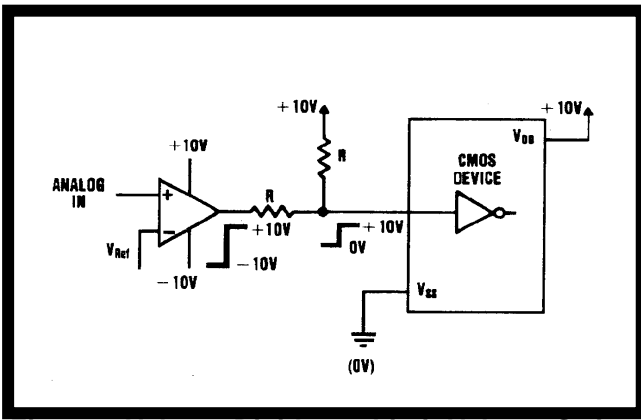 +10V
+10V
+10V
V_DD
R
CMOS
DEVICE
ANALOG
IN
+
R
−
+10V
+10V
V_Ref
0V
−10V
−10V
V_SS
(0V)